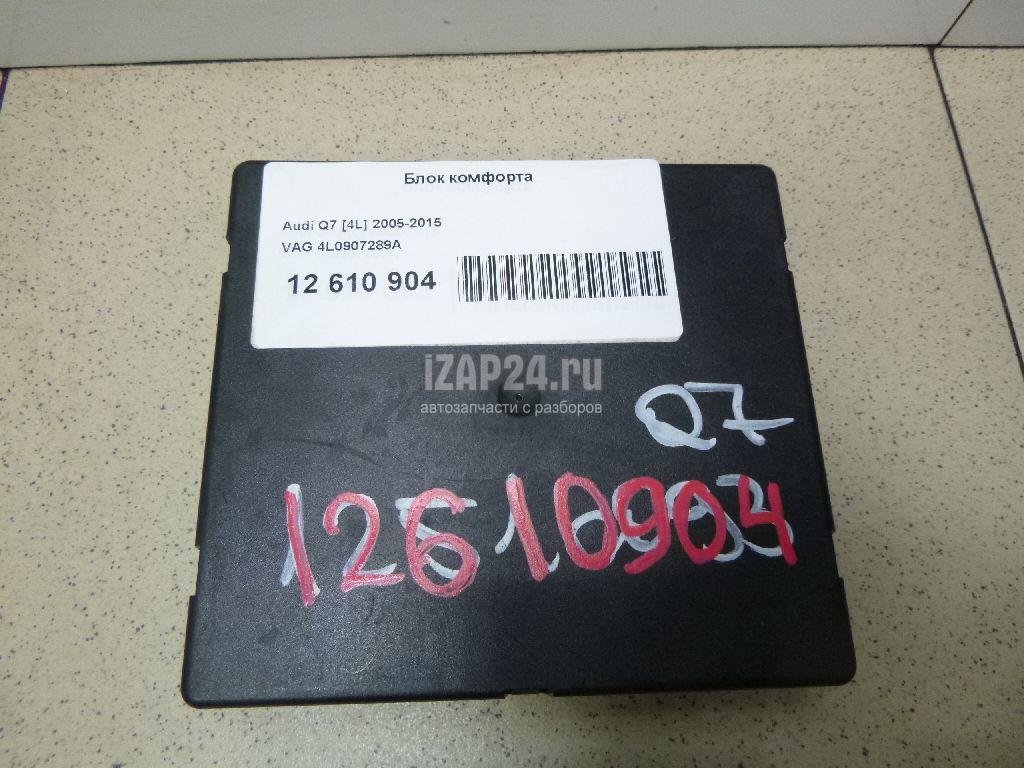 Блок комфорта
Audi Q7 [4L] 2005-2015
VAG 4L0907289A
12 610 904
iZAP24.ru
автозапчасти с разборов
Q7
12610904